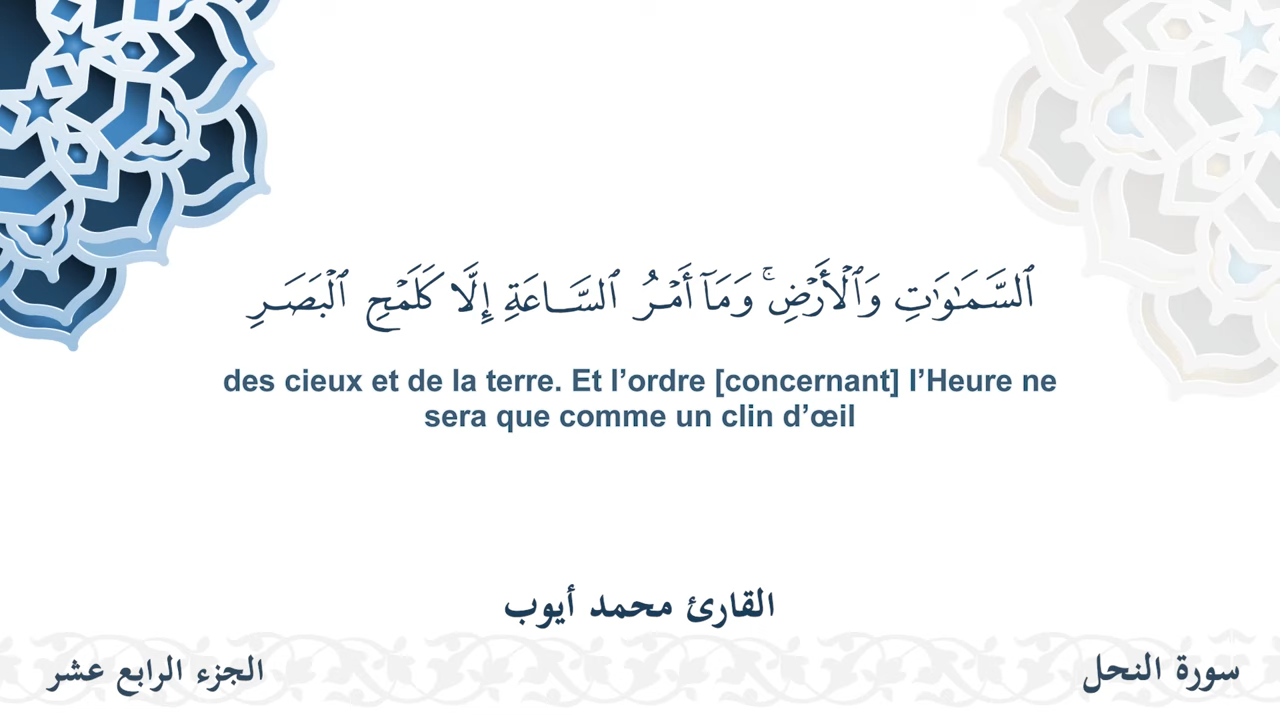 ٱلسَّمَـٰوَٰتِ وَٱلْأَرْضِ ۚ وَمَآ أَمْرُ ٱلسَّاعَةِ إِلَّا كَلَمْحِ ٱلْبَصَرِ
des cieux et de la terre. Et l’ordre [concernant] l’Heure ne
sera que comme un clin d’œil
القارئ محمد أيوب
سورة النحل
الجزء الرابع عشر